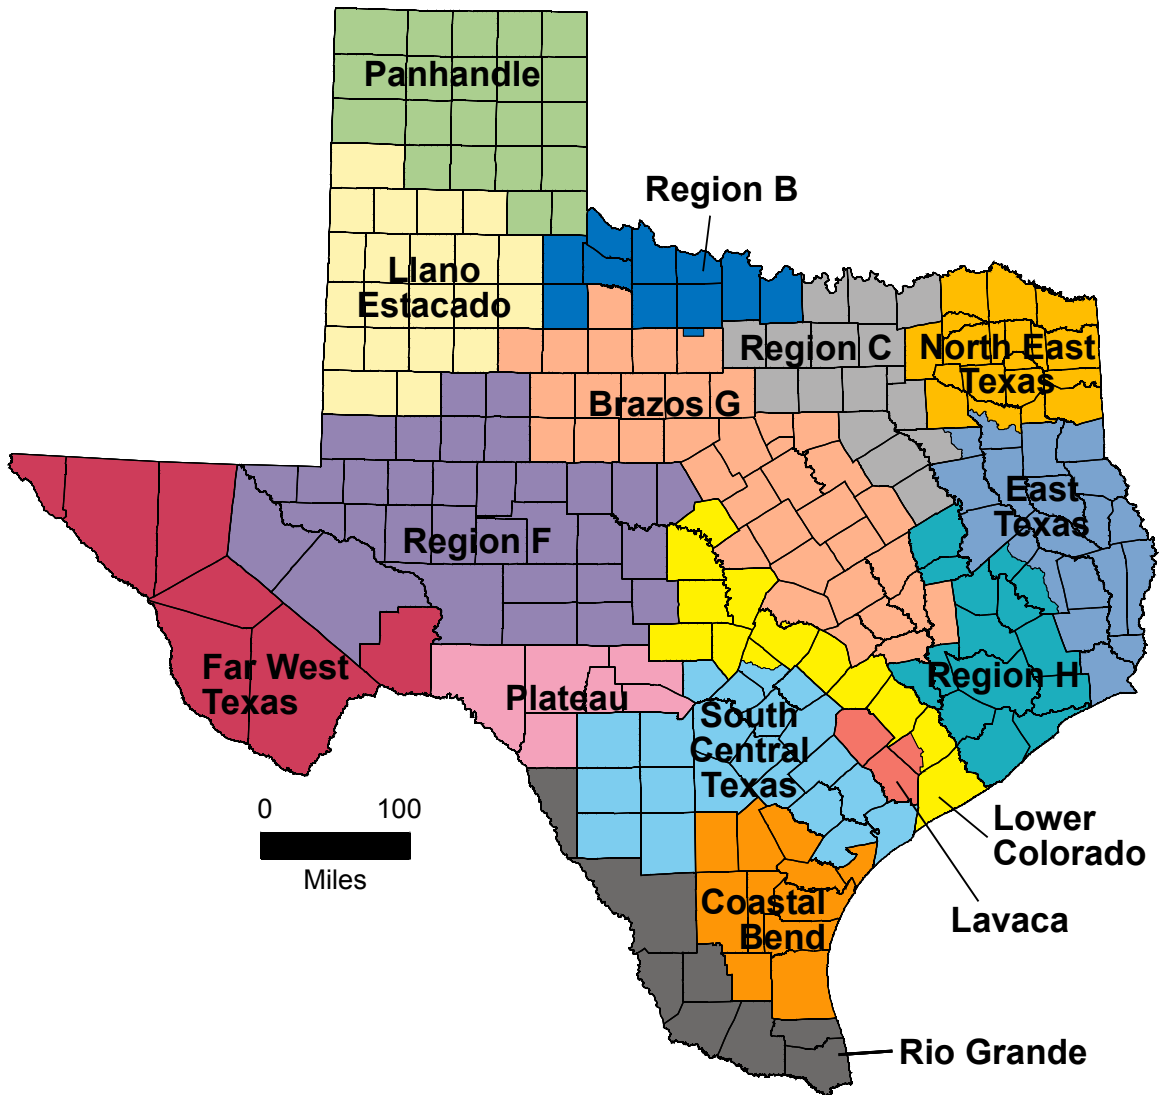 Panhandle
Region B
Llano
Estacado
Region C
North East
Texas
Brazos G
East
Texas
Region F
Far West
Texas
Plateau
Region H
South
Central
Texas
0 100
Miles
Lower
Colorado
Lavaca
Coastal
Bend
Rio Grande